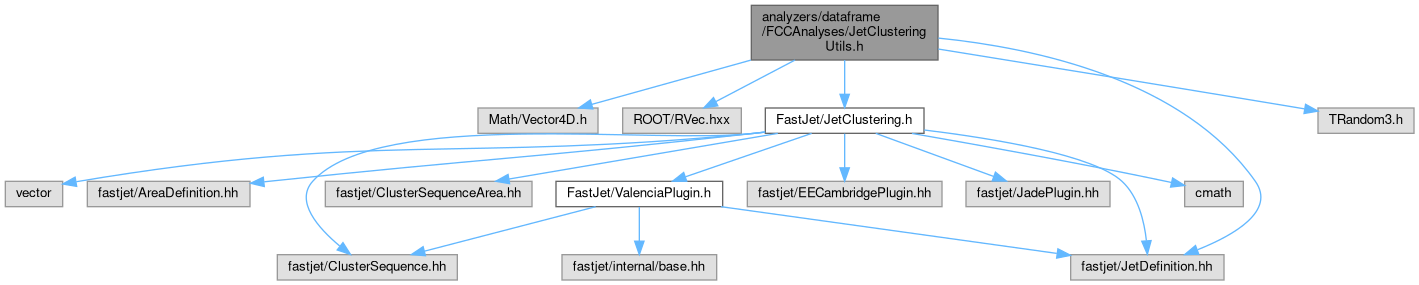 analyzers/dataframe
/FCCAnalyses/JetClustering
Utils.h
Math/Vector4D.h
ROOT/RVec.hxx
FastJet/JetClustering.h
TRandom3.h
vector
fastjet/AreaDefinition.hh
fastjet/ClusterSequenceArea.hh
FastJet/ValenciaPlugin.h
fastjet/EECambridgePlugin.hh
fastjet/JadePlugin.hh
cmath
fastjet/ClusterSequence.hh
fastjet/internal/base.hh
fastjet/JetDefinition.hh